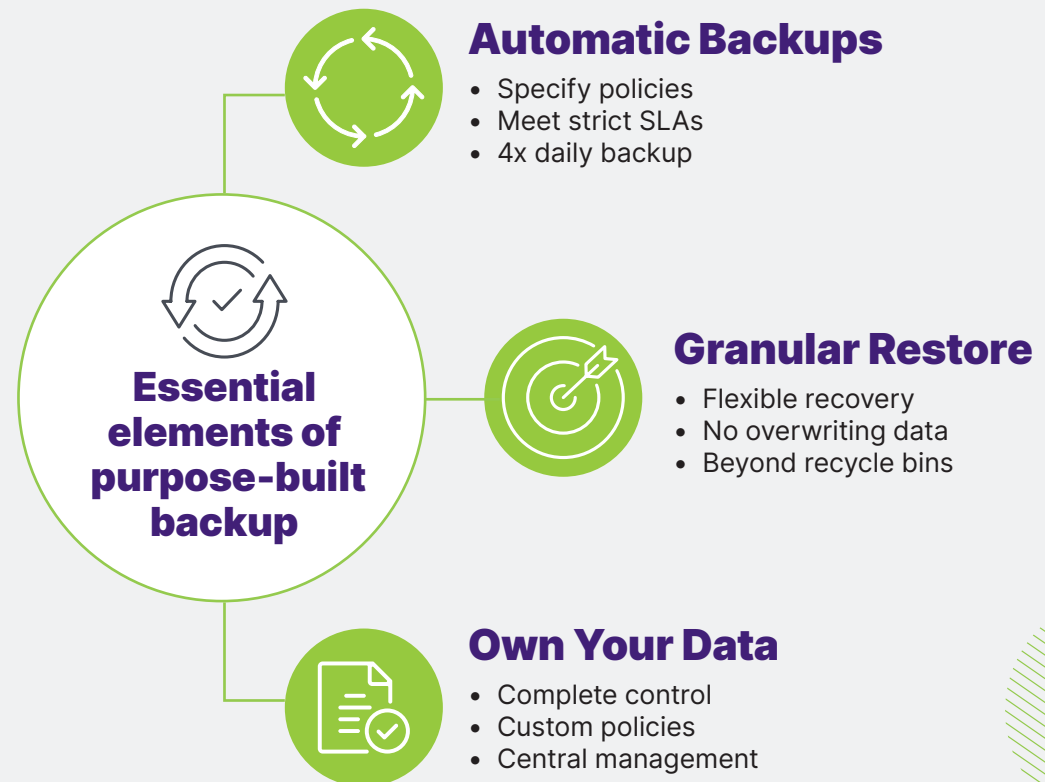 Automatic Backups
• Specify policies
• Meet strict SLAs
• 4x daily backup
Essential
elements of
purpose-built
backup
Granular Restore
• Flexible recovery
• No overwriting data
• Beyond recycle bins
Own Your Data
• Complete control
• Custom policies
• Central management